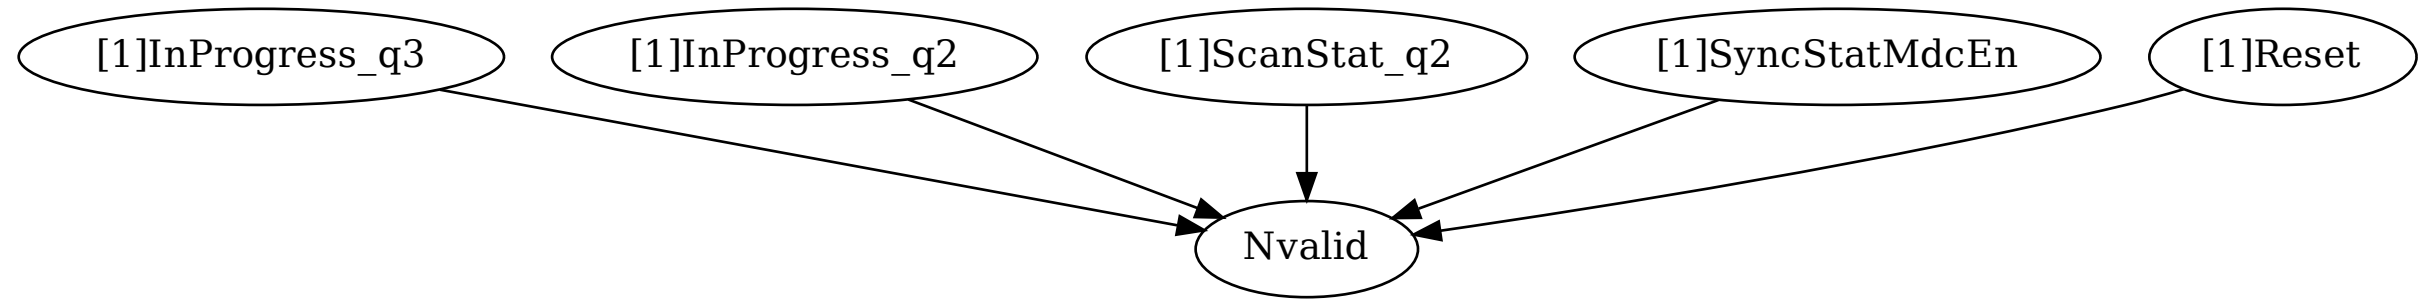 [1]InProgress_q3
[1]InProgress_q2
[1]ScanStat_q2
[1]SyncStatMdcEn
[1]Reset
Nvalid